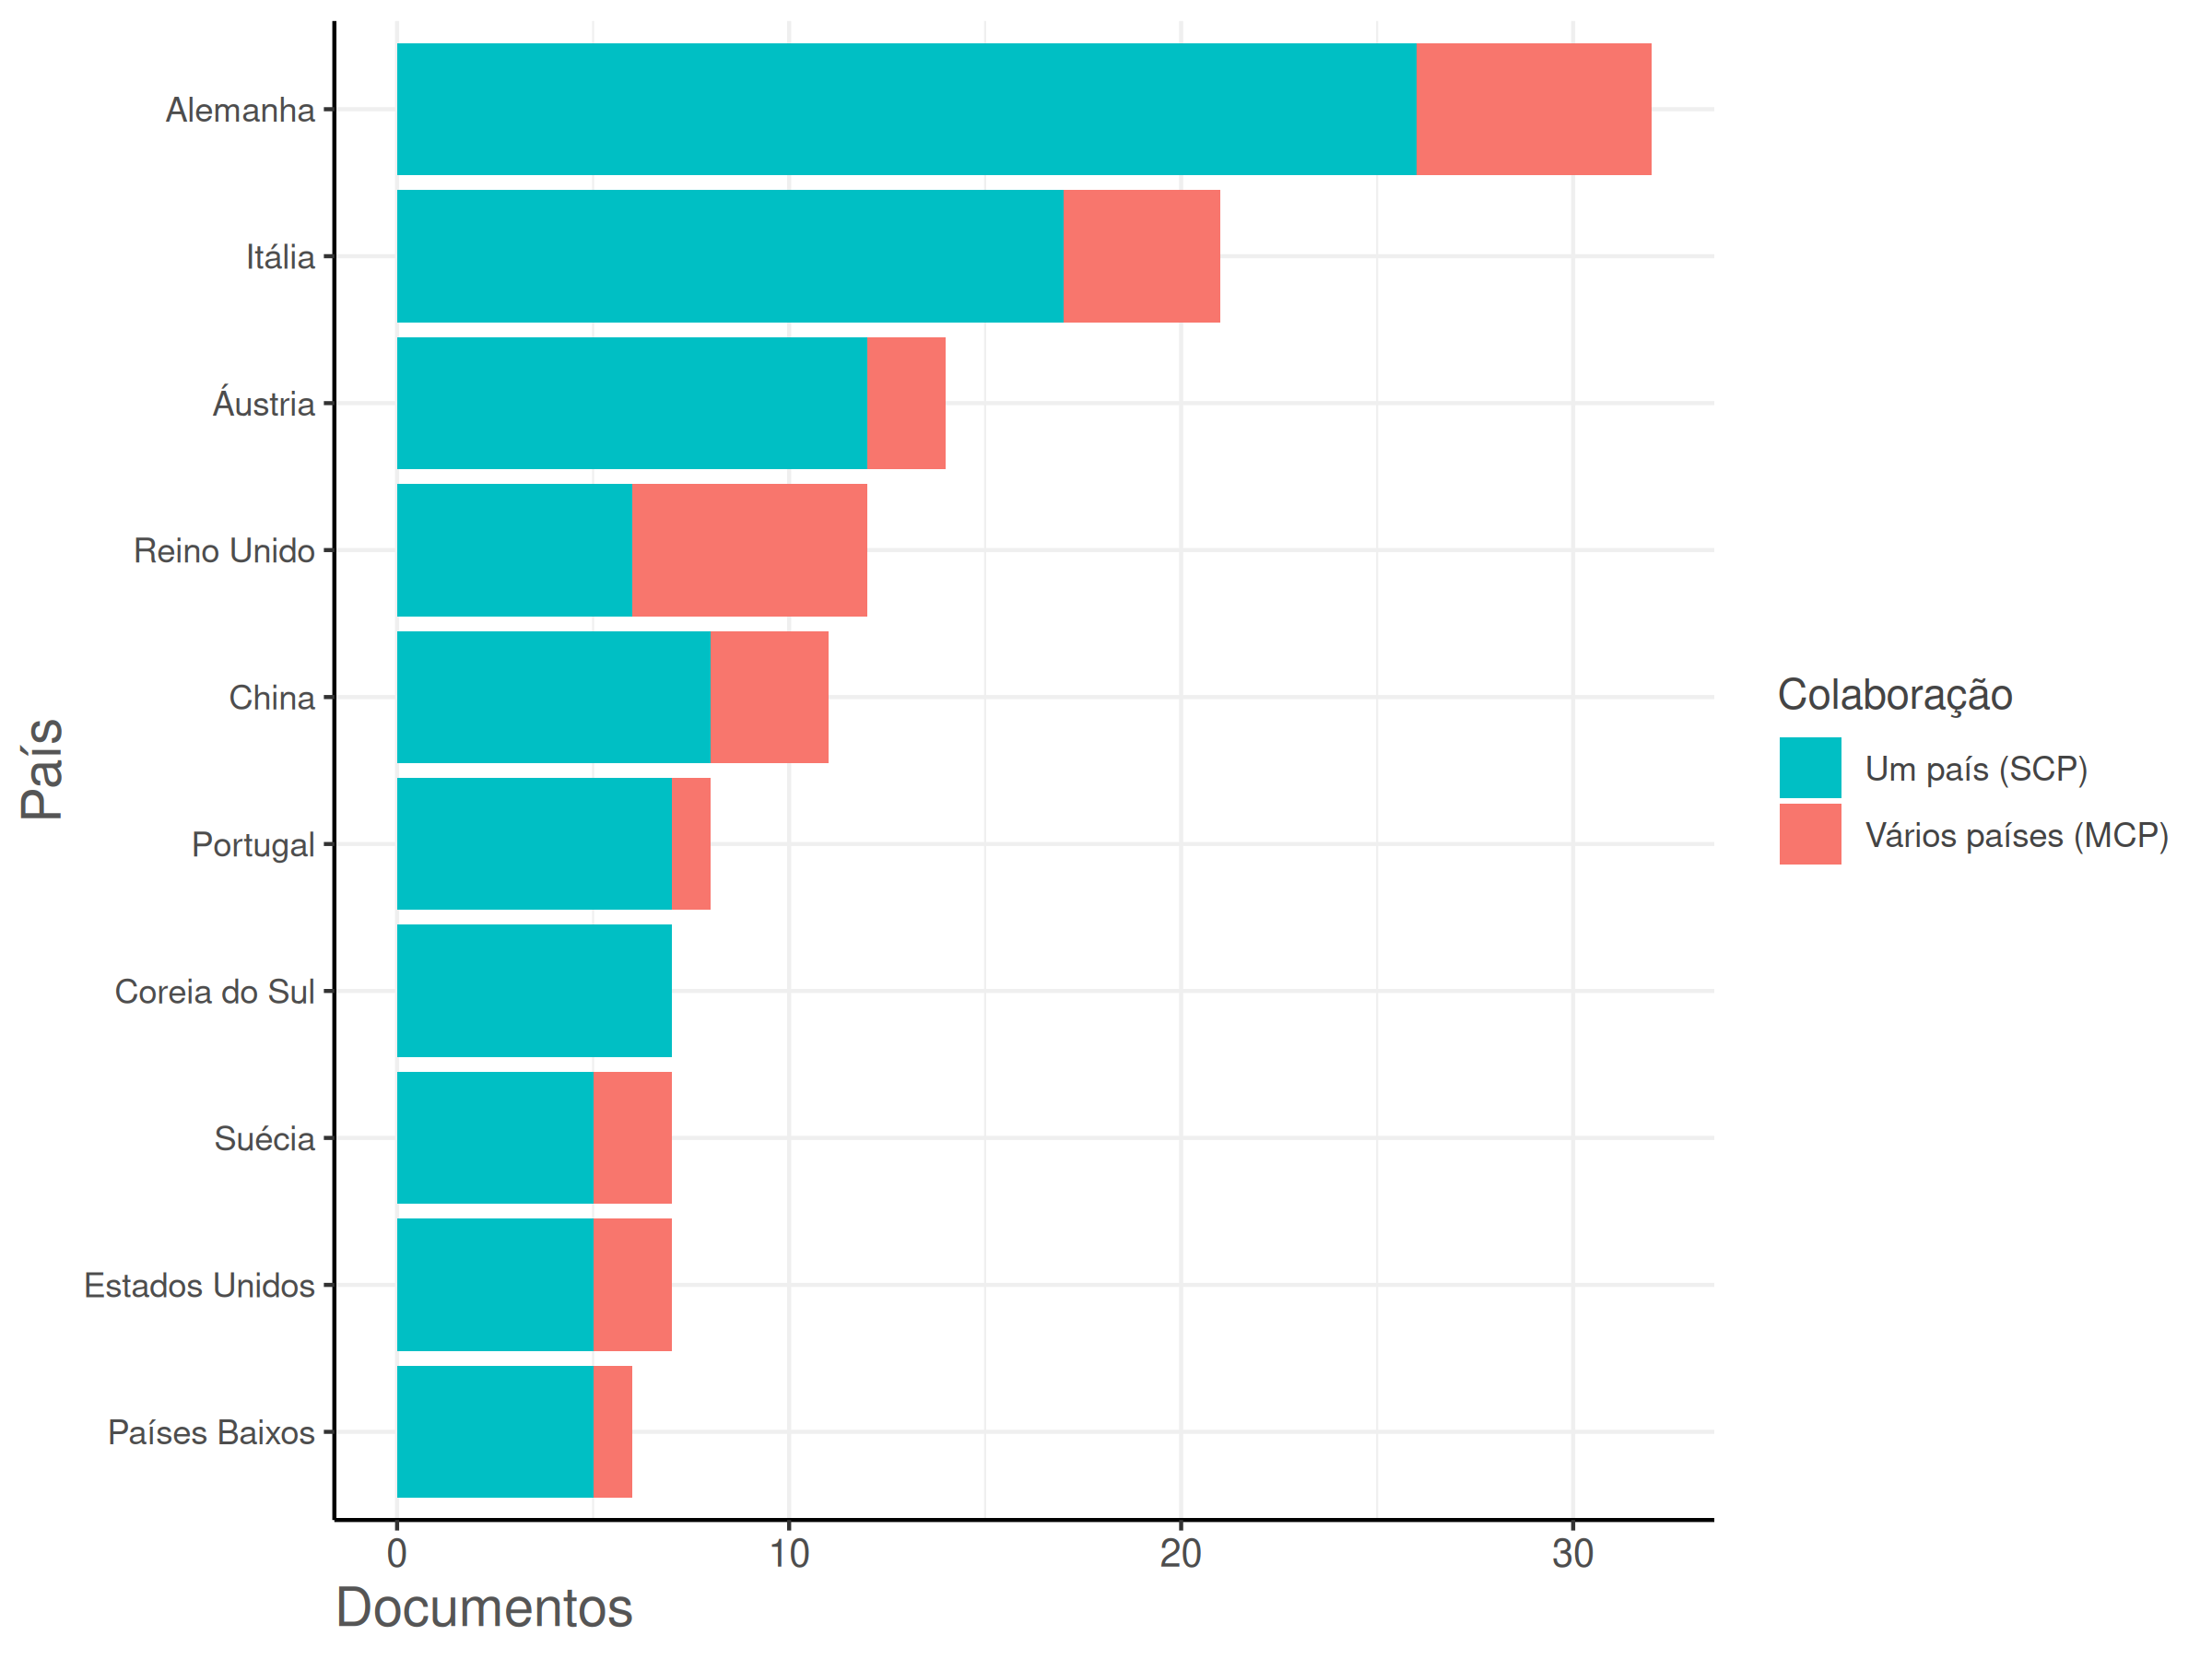 Alemanha
Itália
Áustria
Reino Unido
China
Portugal
Coreia do Sul
Suécia
Estados Unidos
Países Baixos
País
0 10 20 30
Documentos
Colaboração
Um país (SCP)
Vários países (MCP)